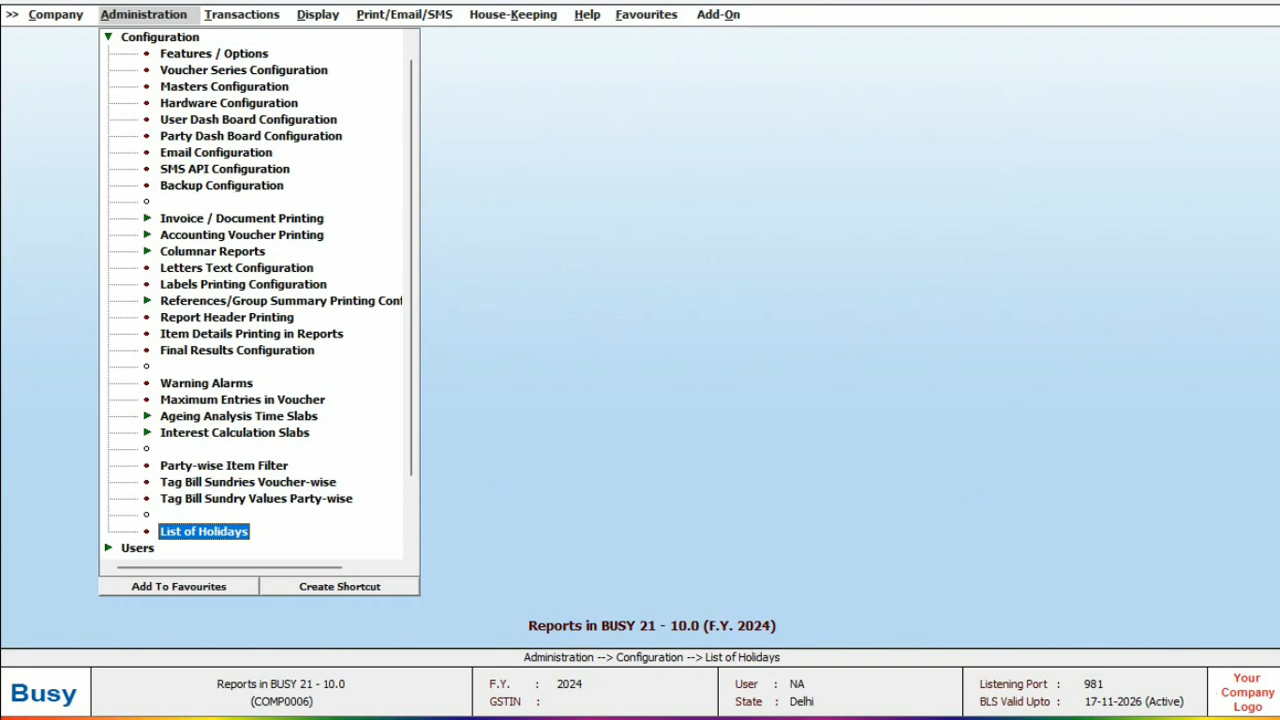 >> Company Administration Transactions Display Print/Email/SMS House-Keeping Help Favourites Add-On
Configuration
Features / Options
Voucher Series Configuration
Masters Configuration
Hardware Configuration
User Dash Board Configuration
Party Dash Board Configuration
Email Configuration
SMS API Configuration
Backup Configuration
Invoice / Document Printing
Accounting Voucher Printing
Columnar Reports
Letters Text Configuration
Labels Printing Configuration
References/Group Summary Printing Conf
Report Header Printing
Item Details Printing in Reports
Final Results Configuration
Warning Alarms
Maximum Entries in Voucher
Ageing Analysis Time Slabs
Interest Calculation Slabs
Party-wise Item Filter
Tag Bill Sundries Voucher-wise
Tag Bill Sundry Values Party-wise
List of Holidays
Users
Add To Favourites Create Shortcut
Reports in BUSY 21 - 10.0 (F.Y. 2024)
Administration --> Configuration --> List of Holidays
Busy
Reports in BUSY 21 - 10.0
(COMP0006)
F.Y. : 2024
GSTIN :
User : NA
State : Delhi
Listening Port : 981
BLS Valid Upto : 17-11-2026 (Active)
Your
Company
Logo